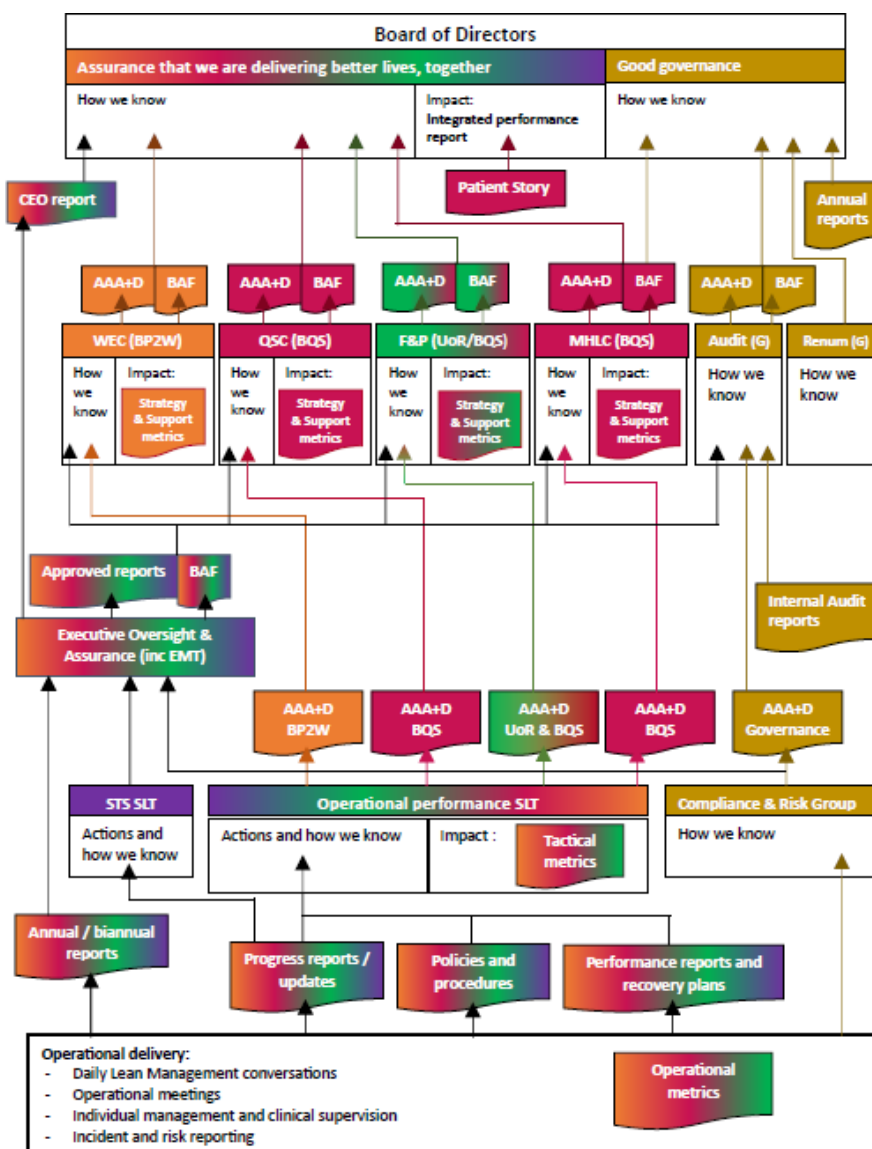 Board of Directors
Assurance that we are delivering better lives, together
Good governance
How we know
Impact:
Integrated performance
report
How we know
CEO report
Patient Story
Annual
reports
AAA+D
BAF
AAA+D
BAF
AAA+D
BAF
AAA+D
BAF
AAA+D
BAF
WEC (BP2W)
QSC (BQS)
F&P (UoR/BQS)
MHLC (BQS)
Audit (G)
Renum (G)
How
we
know
Impact:
Strategy
& Support
metrics
How
we
know
Impact:
Strategy
& Support
metrics
How
we
know
Impact:
Strategy
& Support
metrics
How
we
know
Impact:
Strategy
& Support
metrics
How we
know
How we
know
Approved reports
BAF
Internal Audit
reports
Executive Oversight &
Assurance (inc EMT)
AAA+D
BP2W
AAA+D
BQS
AAA+D
UoR & BQS
AAA+D
BQS
AAA+D
Governance
STS SLT
Operational performance SLT
Compliance & Risk Group
Actions and
how we know
Actions and how we know
Impact :
Tactical
metrics
How we know
Annual / biannual
reports
Progress reports /
updates
Policies and
procedures
Performance reports and
recovery plans
Operational delivery:
- Daily Lean Management conversations
- Operational meetings
- Individual management and clinical supervision
- Incident and risk reporting
Operational
metrics